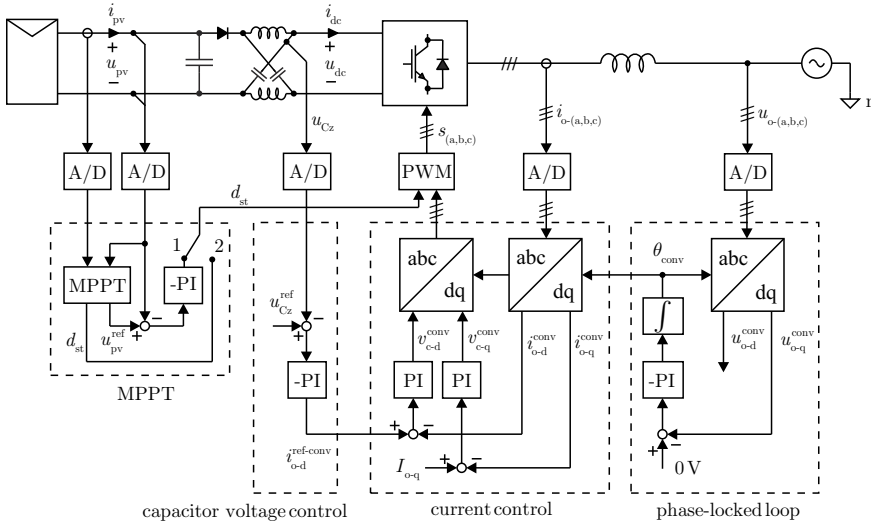 i_pv
i_dc
+
u_pv
−
+
u_dc
−
u_Cz
s_(a,b,c)
i_o-(a,b,c)
u_o-(a,b,c)
n
A/D
A/D
A/D
PWM
A/D
A/D
d_st
1
2
MPPT
-PI
−
+
u_pv^ref
d_st
MPPT
u_Cz^ref
−
+
-PI
i_o-d^ref-conv
capacitor voltage control
abc
dq
abc
dq
v_c-d^conv
v_c-q^conv
i_o-d^conv
i_o-q^conv
PI
PI
+
−
I_o-q
+
−
current control
θ_conv
abc
dq
∫
u_o-d^conv
u_o-q^conv
-PI
+
−
0 V
phase-locked loop